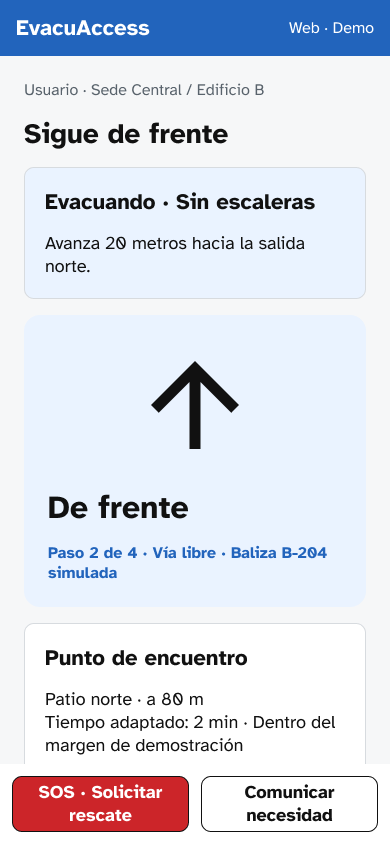 EvacuAccess
Web · Demo
Usuario · Sede Central / Edificio B
Sigue de frente
Evacuando · Sin escaleras
Avanza 20 metros hacia la salida
norte.
De frente
Paso 2 de 4 · Vía libre · Baliza B-204
simulada
Punto de encuentro
Patio norte · a 80 m
Tiempo adaptado: 2 min · Dentro del
margen de demostración
SOS · Solicitar
rescate
Comunicar
necesidad